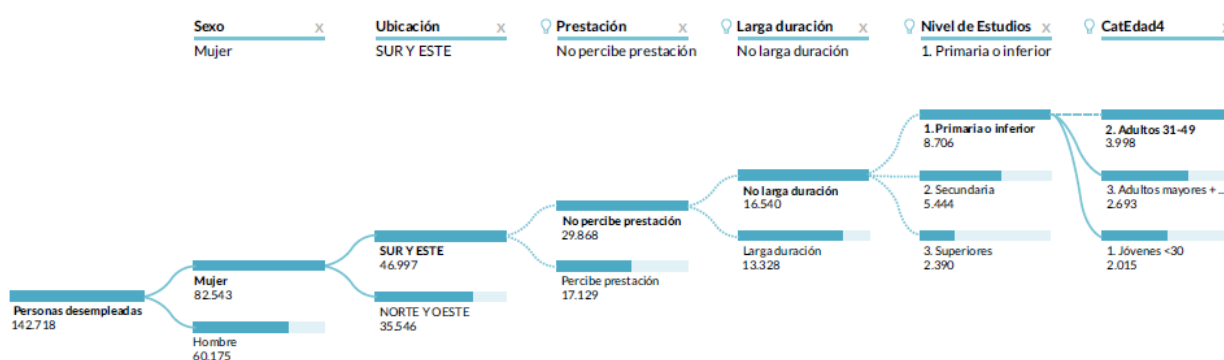 Sexo x
Mujer
Ubicación x
SUR Y ESTE
Prestación x
No percibe prestación
Larga duración x
No larga duración
Nivel de Estudios x
1. Primaria o inferior
CatEdad4 x
Personas desempleadas
142.718
Mujer
82.543
Hombre
60.175
SUR Y ESTE
46.997
NORTE Y OESTE
35.546
No percibe prestación
29.868
Percibe prestación
17.129
No larga duración
16.540
Larga duración
13.328
1. Primaria o inferior
8.706
2. Secundaria
5.444
3. Superiores
2.390
2. Adultos 31-49
3.998
3. Adultos mayores + ...
2.693
1. Jóvenes <30
2.015